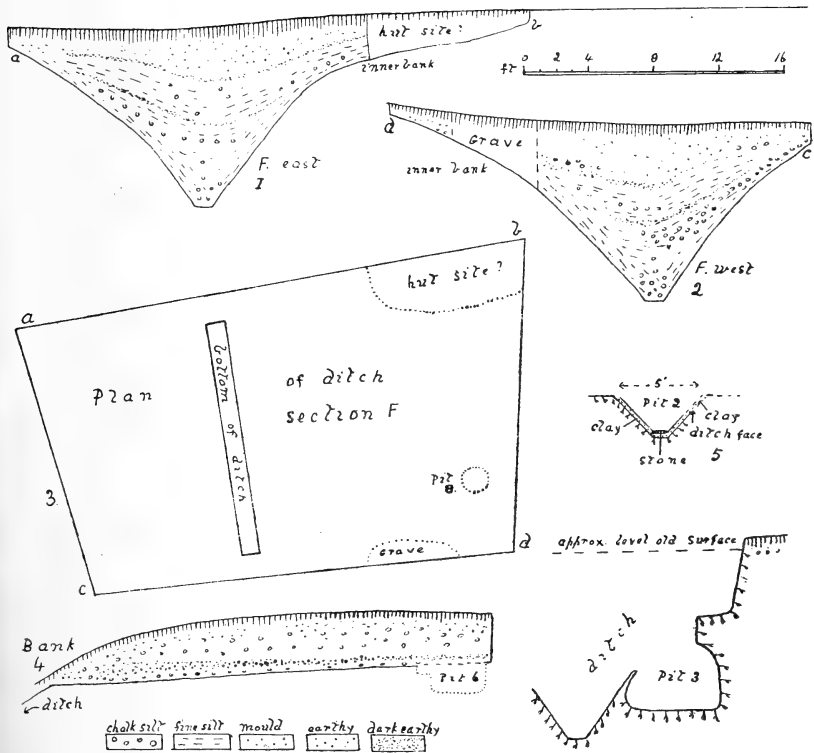 hut site?
a
b
inner bank
ft
0 2 4 8 12 16
F. east
1
d
Grave
inner bank
c
F. west
2
a
b
hut site?
Plan
of ditch
section F
bottom of ditch
Pit
8
3.
Grave
c
d
5'
Pit 2
clay
clay
ditch face
stone
5
approx. level old surface
ditch
Pit 3
Bank
4
Pit 6
ditch
chalk silt fine silt mould earthy dark earthy